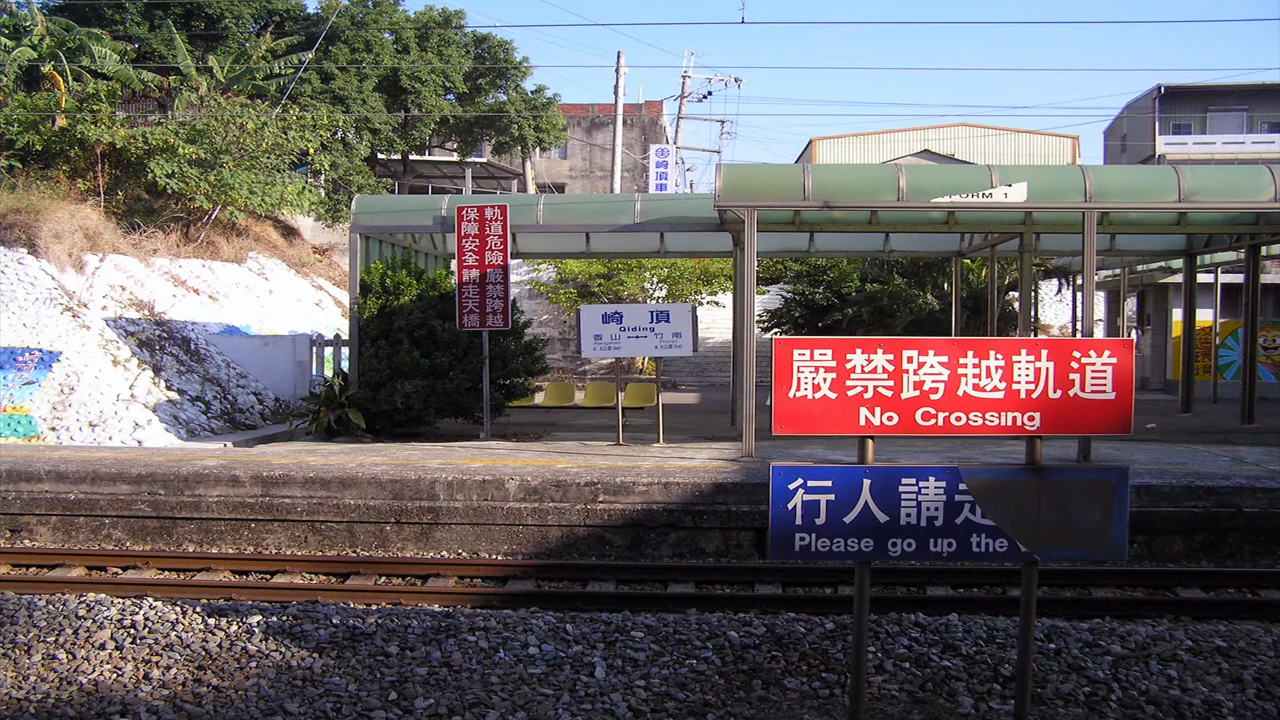 崎頂車
FORM 1
軌道危險 嚴禁跨越
保障安全 請走天橋
崎頂
Qiding
香山 竹南
嚴禁跨越軌道
No Crossing
行人請走
Please go up the